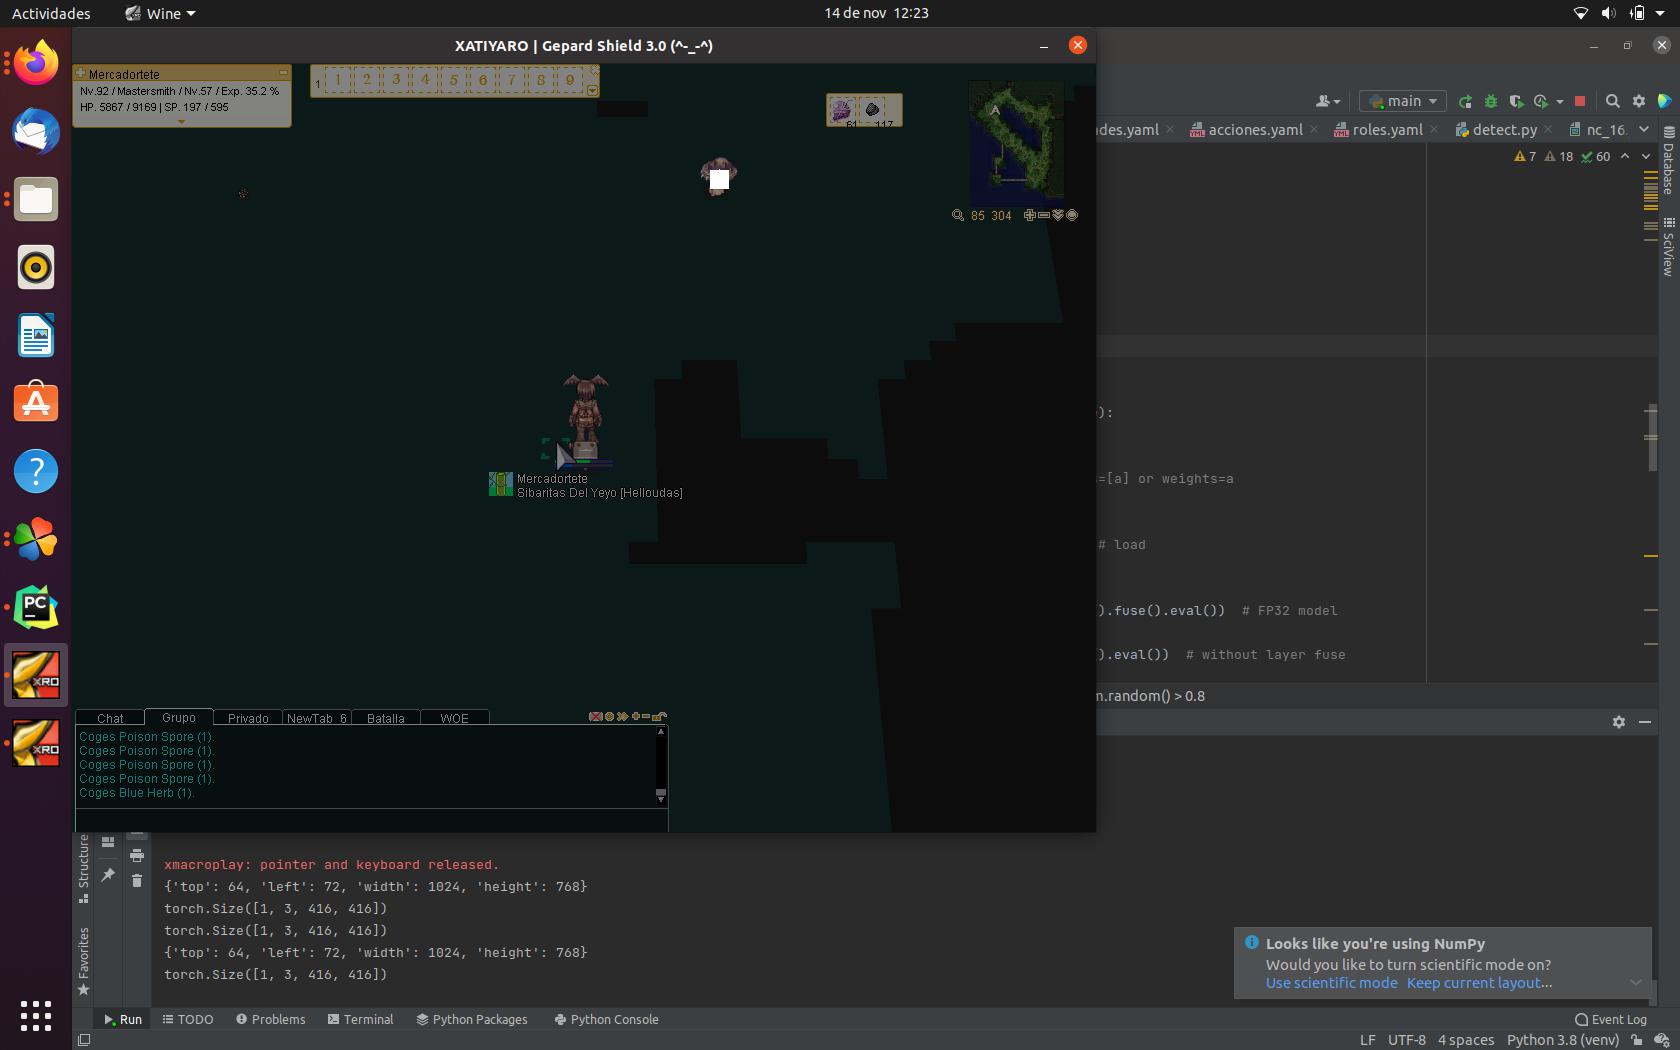 Actividades
Wine
14 de nov 12:23
XATIYARO | Gepard Shield 3.0 (^-_-^)
Mercadortete
Nv.92 / Mastersmith / Nv.57 / Exp. 35.2 %
HP. 5867 / 9169 | SP. 197 / 595
1 1 2 3 4 5 6 7 8 9
61 117
A
85 304
main
des.yaml
acciones.yaml
roles.yaml
detect.py
nc_16.
7 18 60
Database
SciView
):
=[a] or weights=a
# load
).fuse().eval()) # FP32 model
).eval()) # without layer fuse
m.random() > 0.8
Mercadortete
Sibaritas Del Yeyo [Helloudas]
PC
XRO
XRO
Chat Grupo Privado NewTab_6 Batalla WOE
Coges Poison Spore (1).
Coges Poison Spore (1).
Coges Poison Spore (1).
Coges Poison Spore (1).
Coges Blue Herb (1).
Structure
Favorites
xmacroplay: pointer and keyboard released.
{'top': 64, 'left': 72, 'width': 1024, 'height': 768}
torch.Size([1, 3, 416, 416])
torch.Size([1, 3, 416, 416])
{'top': 64, 'left': 72, 'width': 1024, 'height': 768}
torch.Size([1, 3, 416, 416])
Looks like you're using NumPy
Would you like to turn scientific mode on?
Use scientific mode Keep current layout...
Run TODO Problems Terminal Python Packages Python Console
Event Log
LF UTF-8 4 spaces Python 3.8 (venv)